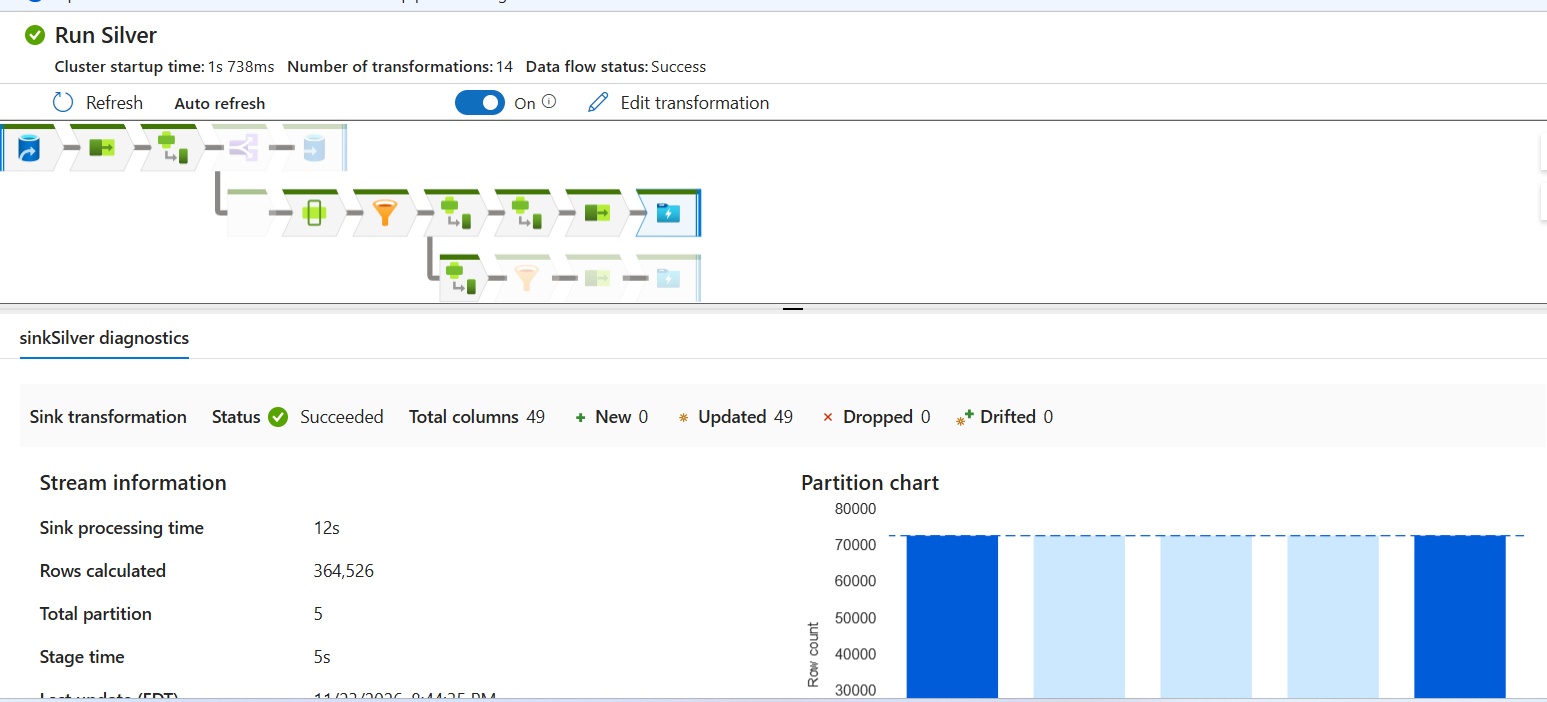 Run Silver
Cluster startup time: 1s 738ms Number of transformations: 14 Data flow status: Success
Refresh Auto refresh On Edit transformation
sinkSilver diagnostics
Sink transformation Status Succeeded Total columns 49 New 0 Updated 49 Dropped 0 Drifted 0
Stream information
Sink processing time 12s
Rows calculated 364,526
Total partition 5
Stage time 5s
Partition chart
80000
70000
60000
50000
40000
30000
Row count